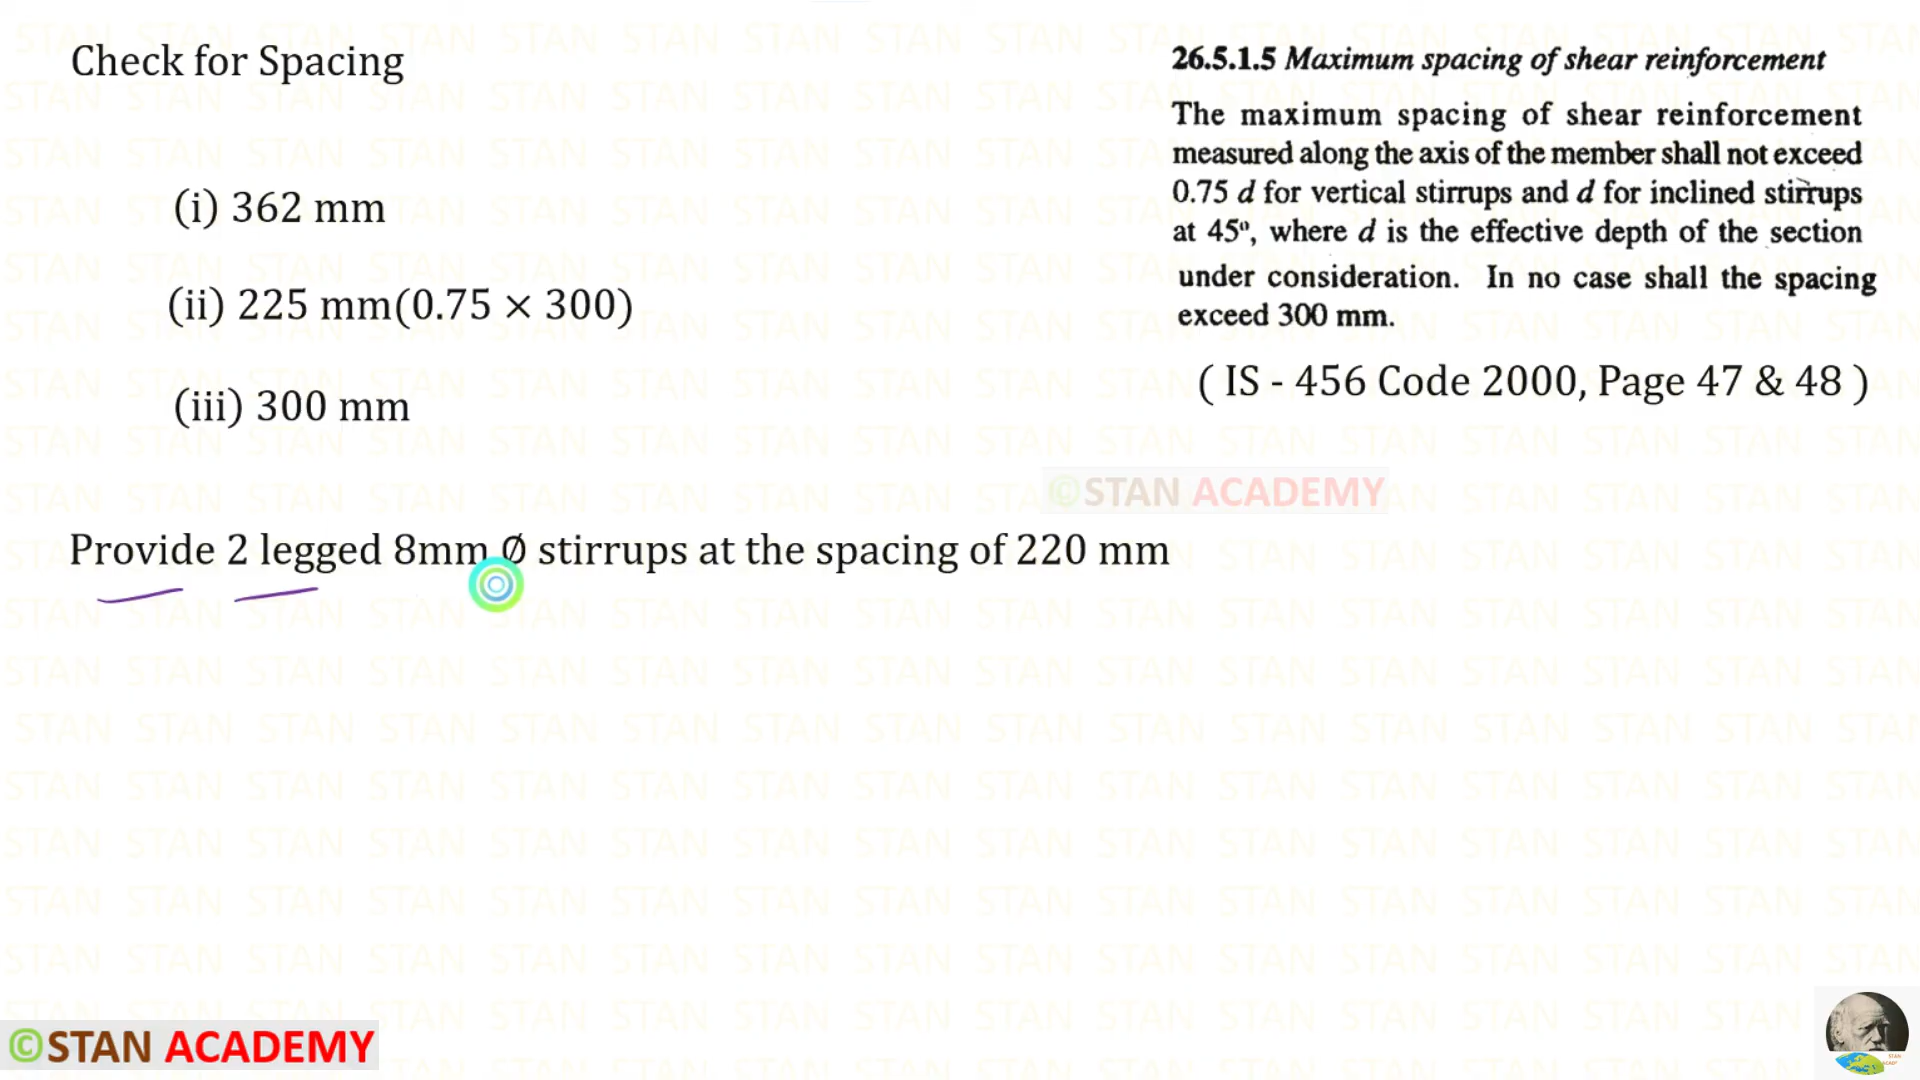 Check for Spacing
(i) 362 mm
(ii) 225 mm(0.75 × 300)
(iii) 300 mm
26.5.1.5 Maximum spacing of shear reinforcement
The maximum spacing of shear reinforcement
measured along the axis of the member shall not exceed
0.75 d for vertical stirrups and d for inclined stirrups
at 45°, where d is the effective depth of the section
under consideration. In no case shall the spacing
exceed 300 mm.
( IS - 456 Code 2000, Page 47 & 48 )
©STAN ACADEMY
Provide 2 legged 8mm Ø stirrups at the spacing of 220 mm
©STAN ACADEMY